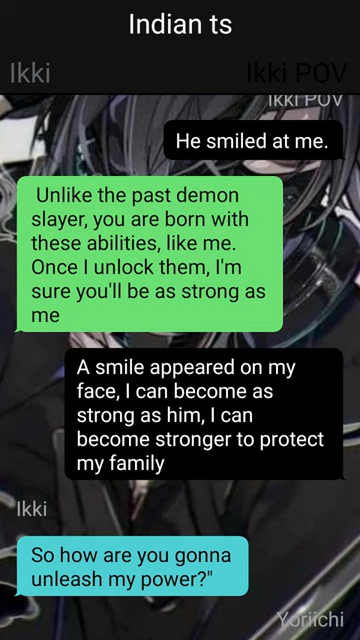 Indian ts
Ikki
Ikki POV
Ikki POV
He smiled at me.
Unlike the past demon
slayer, you are born with
these abilities, like me.
Once I unlock them, I'm
sure you'll be as strong as
me
A smile appeared on my
face, I can become as
strong as him, I can
become stronger to protect
my family
Ikki
So how are you gonna
unleash my power?"
Yoriichi